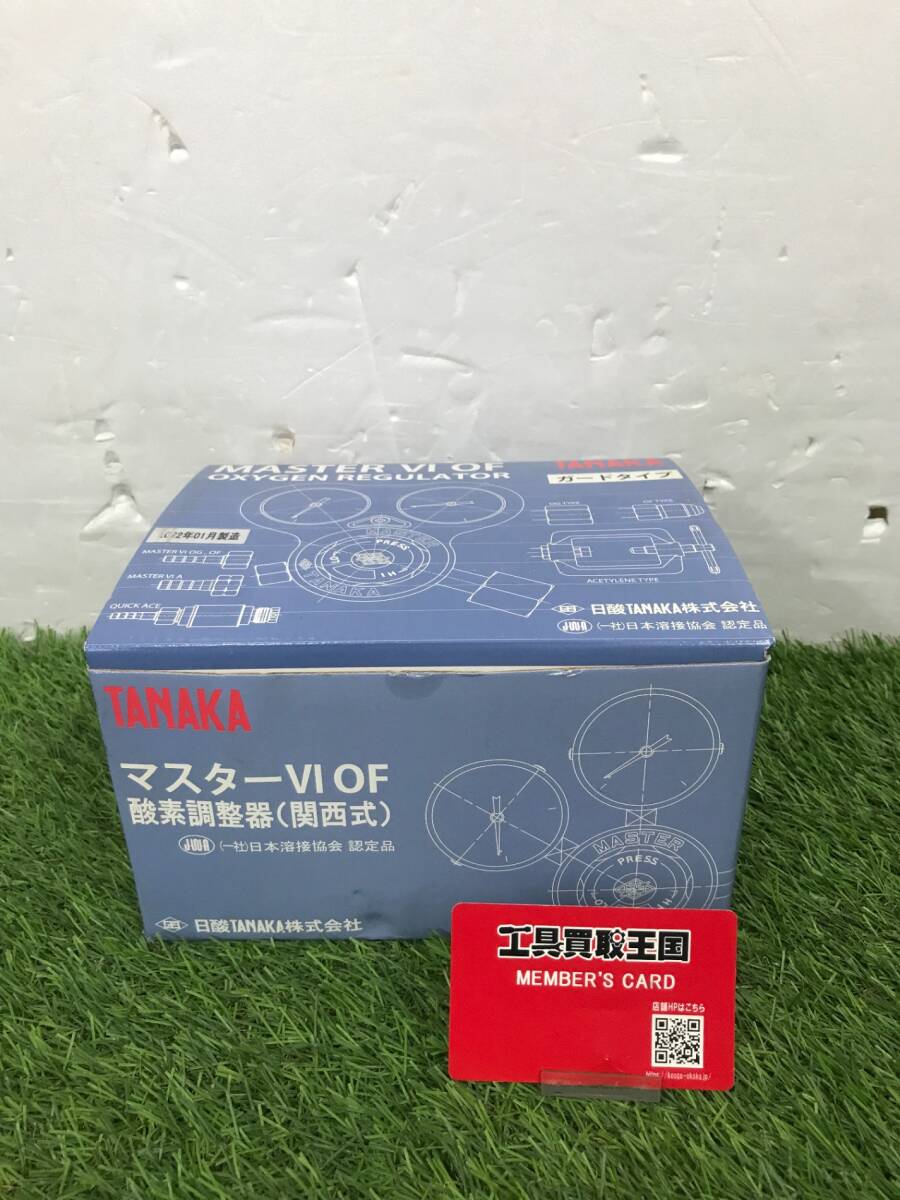 MASTER VI OF
OXYGEN REGULATOR
TANAKA
ガードタイプ
22年01月製造
MASTER VI OG , OF
MASTER VI A
QUICK ACE
MASTER
PRESS
HI
TANAKA
OG TYPE
OF TYPE
ACETYLENE TYPE
日酸TANAKA株式会社
JWA (一社)日本溶接協会 認定品
TANAKA
マスターVI OF
酸素調整器(関西式)
JWA (一社)日本溶接協会 認定品
日酸TANAKA株式会社
MASTER
PRESS
工具買取王国
MEMBER'S CARD
店舗HPはこちら